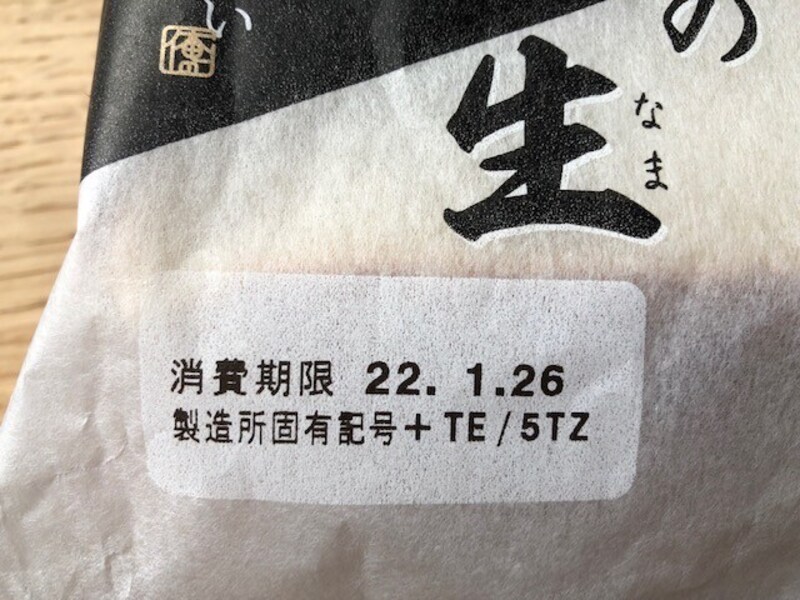 い
の
生
なま
消費期限 22. 1.26
製造所固有記号+TE/5TZ